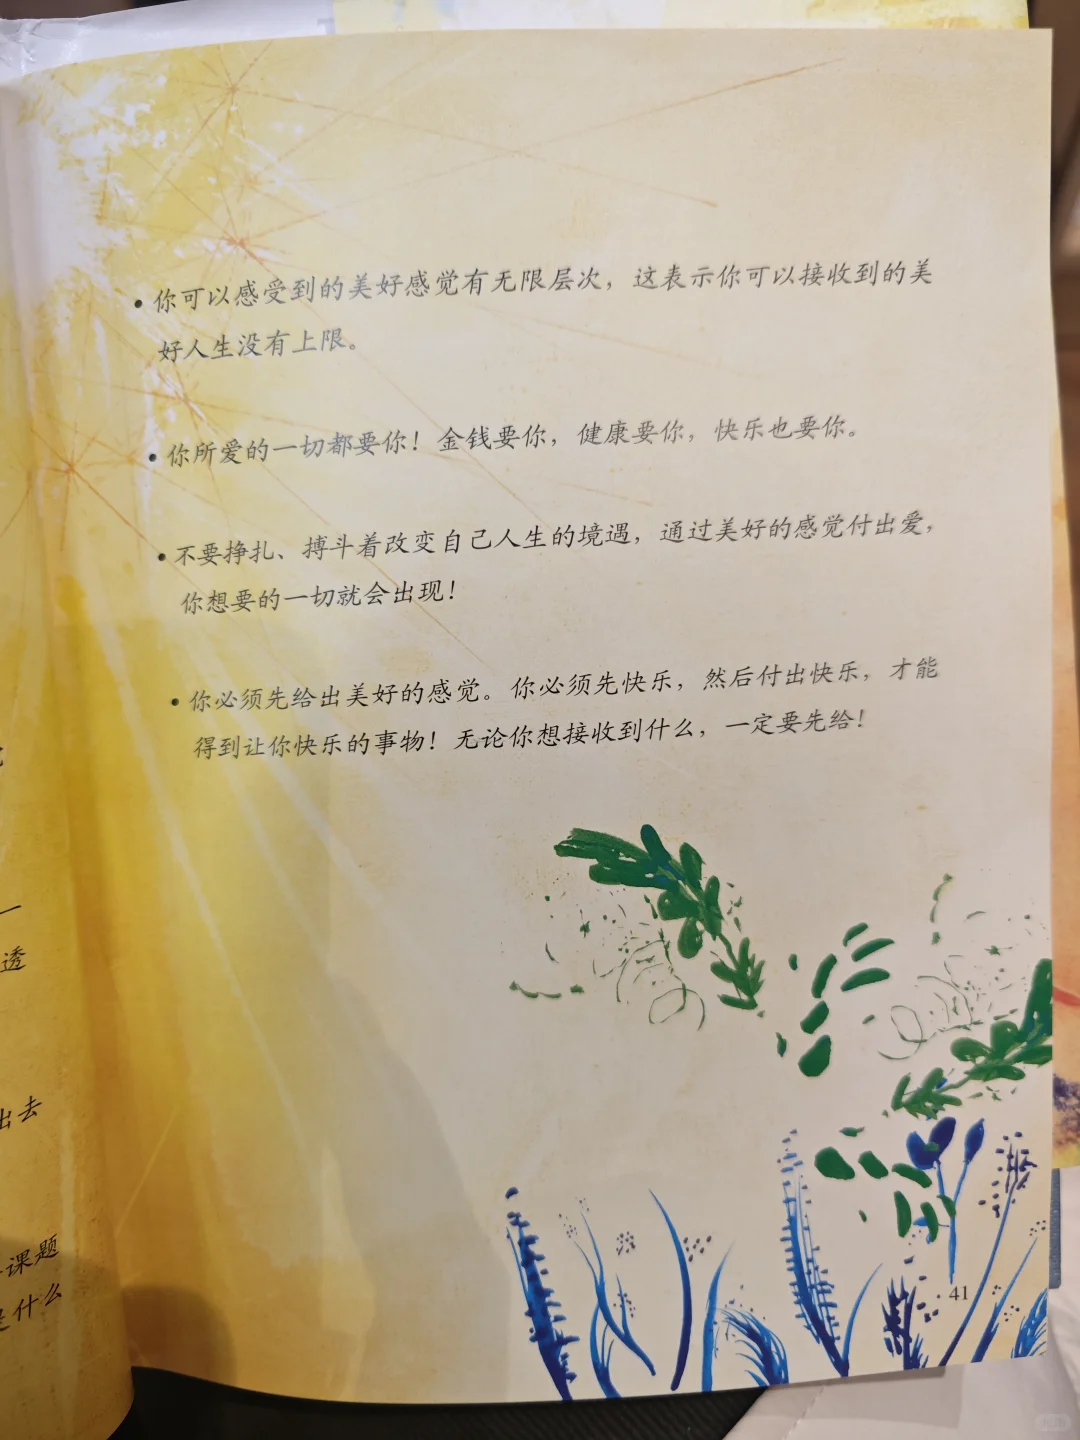 • 你可以感受到的美好感觉有无限层次，这表示你可以接收到的美
好人生没有上限。
• 你所爱的一切都要你！金钱要你，健康要你，快乐也要你。
• 不要挣扎、搏斗着改变自己人生的境遇，通过美好的感觉付出爱，
你想要的一切就会出现！
• 你必须先给出美好的感觉。你必须先快乐，然后付出快乐，才能
得到让你快乐的事物！无论你想接收到什么，一定要先给！
一
透
出去
课题
是什么
41